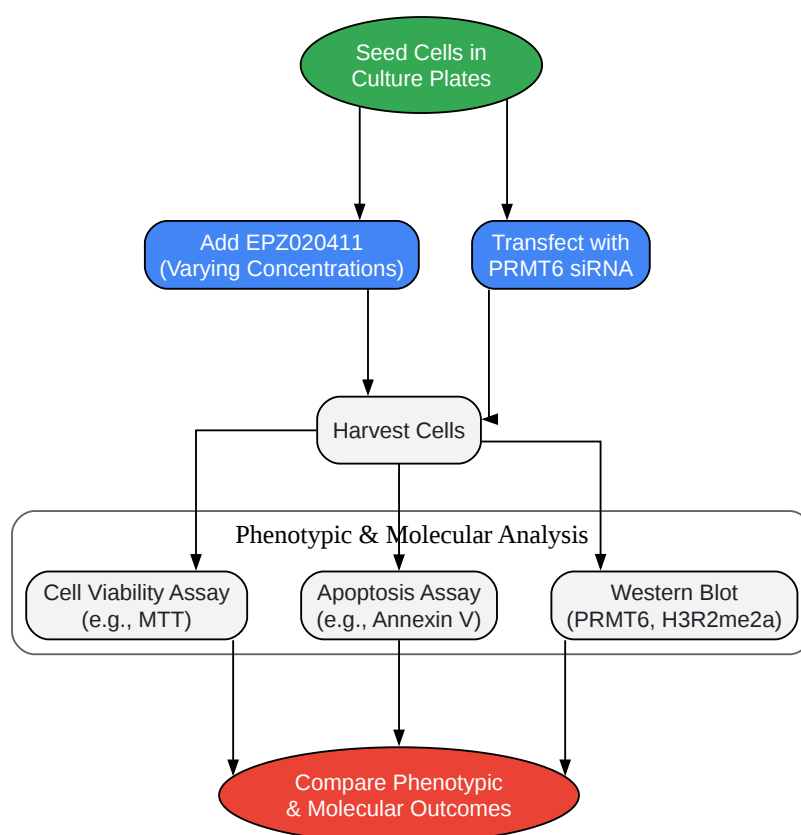 Seed Cells in
Culture Plates
Add EPZ020411
(Varying Concentrations)
Transfect with
PRMT6 siRNA
Harvest Cells
Phenotypic & Molecular Analysis
Cell Viability Assay
(e.g., MTT)
Apoptosis Assay
(e.g., Annexin V)
Western Blot
(PRMT6, H3R2me2a)
Compare Phenotypic
& Molecular Outcomes